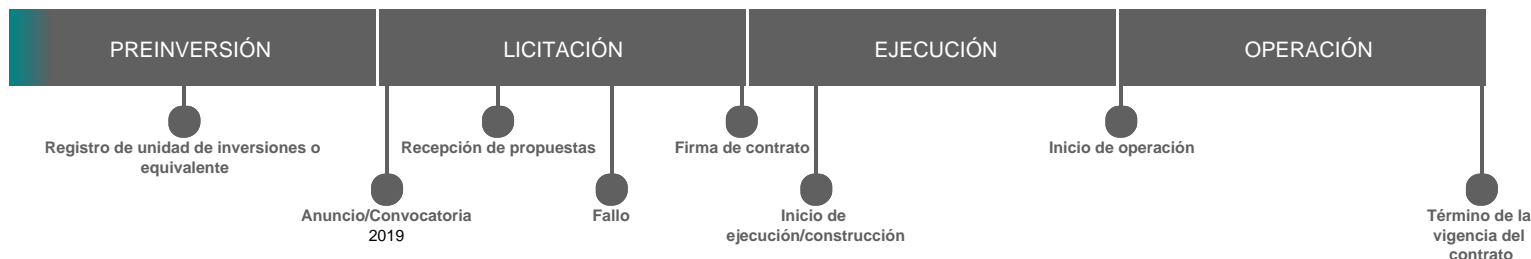 PREINVERSIÓN
LICITACIÓN
EJECUCIÓN
OPERACIÓN
Registro de unidad de inversiones o
equivalente
Anuncio/Convocatoria
2019
Recepción de propuestas
Fallo
Firma de contrato
Inicio de
ejecución/construcción
Inicio de operación
Término de la
vigencia del
contrato